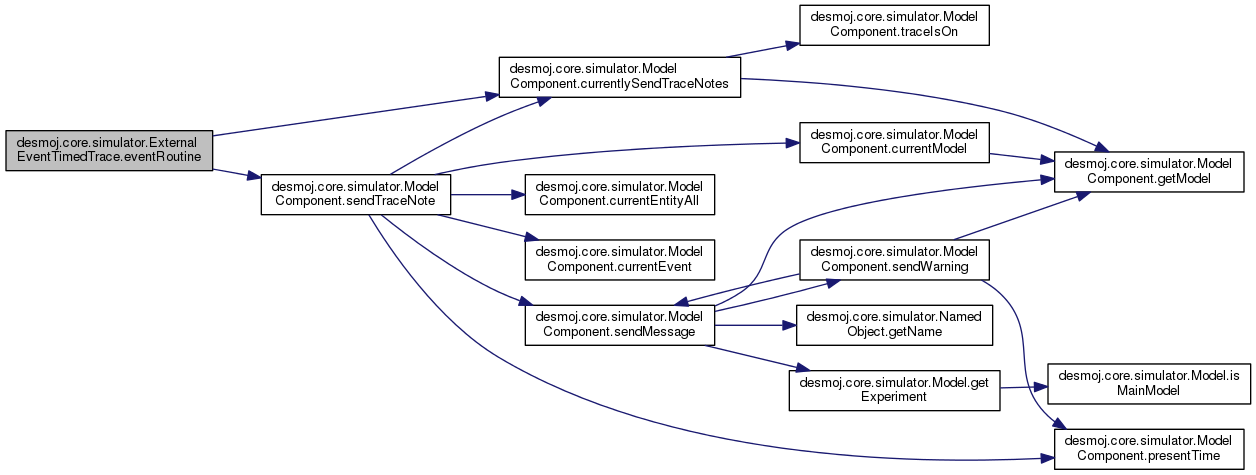 desmoj.core.simulator.External
EventTimedTrace.eventRoutine
desmoj.core.simulator.Model
Component.currentlySendTraceNotes
desmoj.core.simulator.Model
Component.traceIsOn
desmoj.core.simulator.Model
Component.getModel
desmoj.core.simulator.Model
Component.sendTraceNote
desmoj.core.simulator.Model
Component.currentModel
desmoj.core.simulator.Model
Component.currentEntityAll
desmoj.core.simulator.Model
Component.currentEvent
desmoj.core.simulator.Model
Component.sendMessage
desmoj.core.simulator.Model
Component.sendWarning
desmoj.core.simulator.Named
Object.getName
desmoj.core.simulator.Model.get
Experiment
desmoj.core.simulator.Model.is
MainModel
desmoj.core.simulator.Model
Component.presentTime